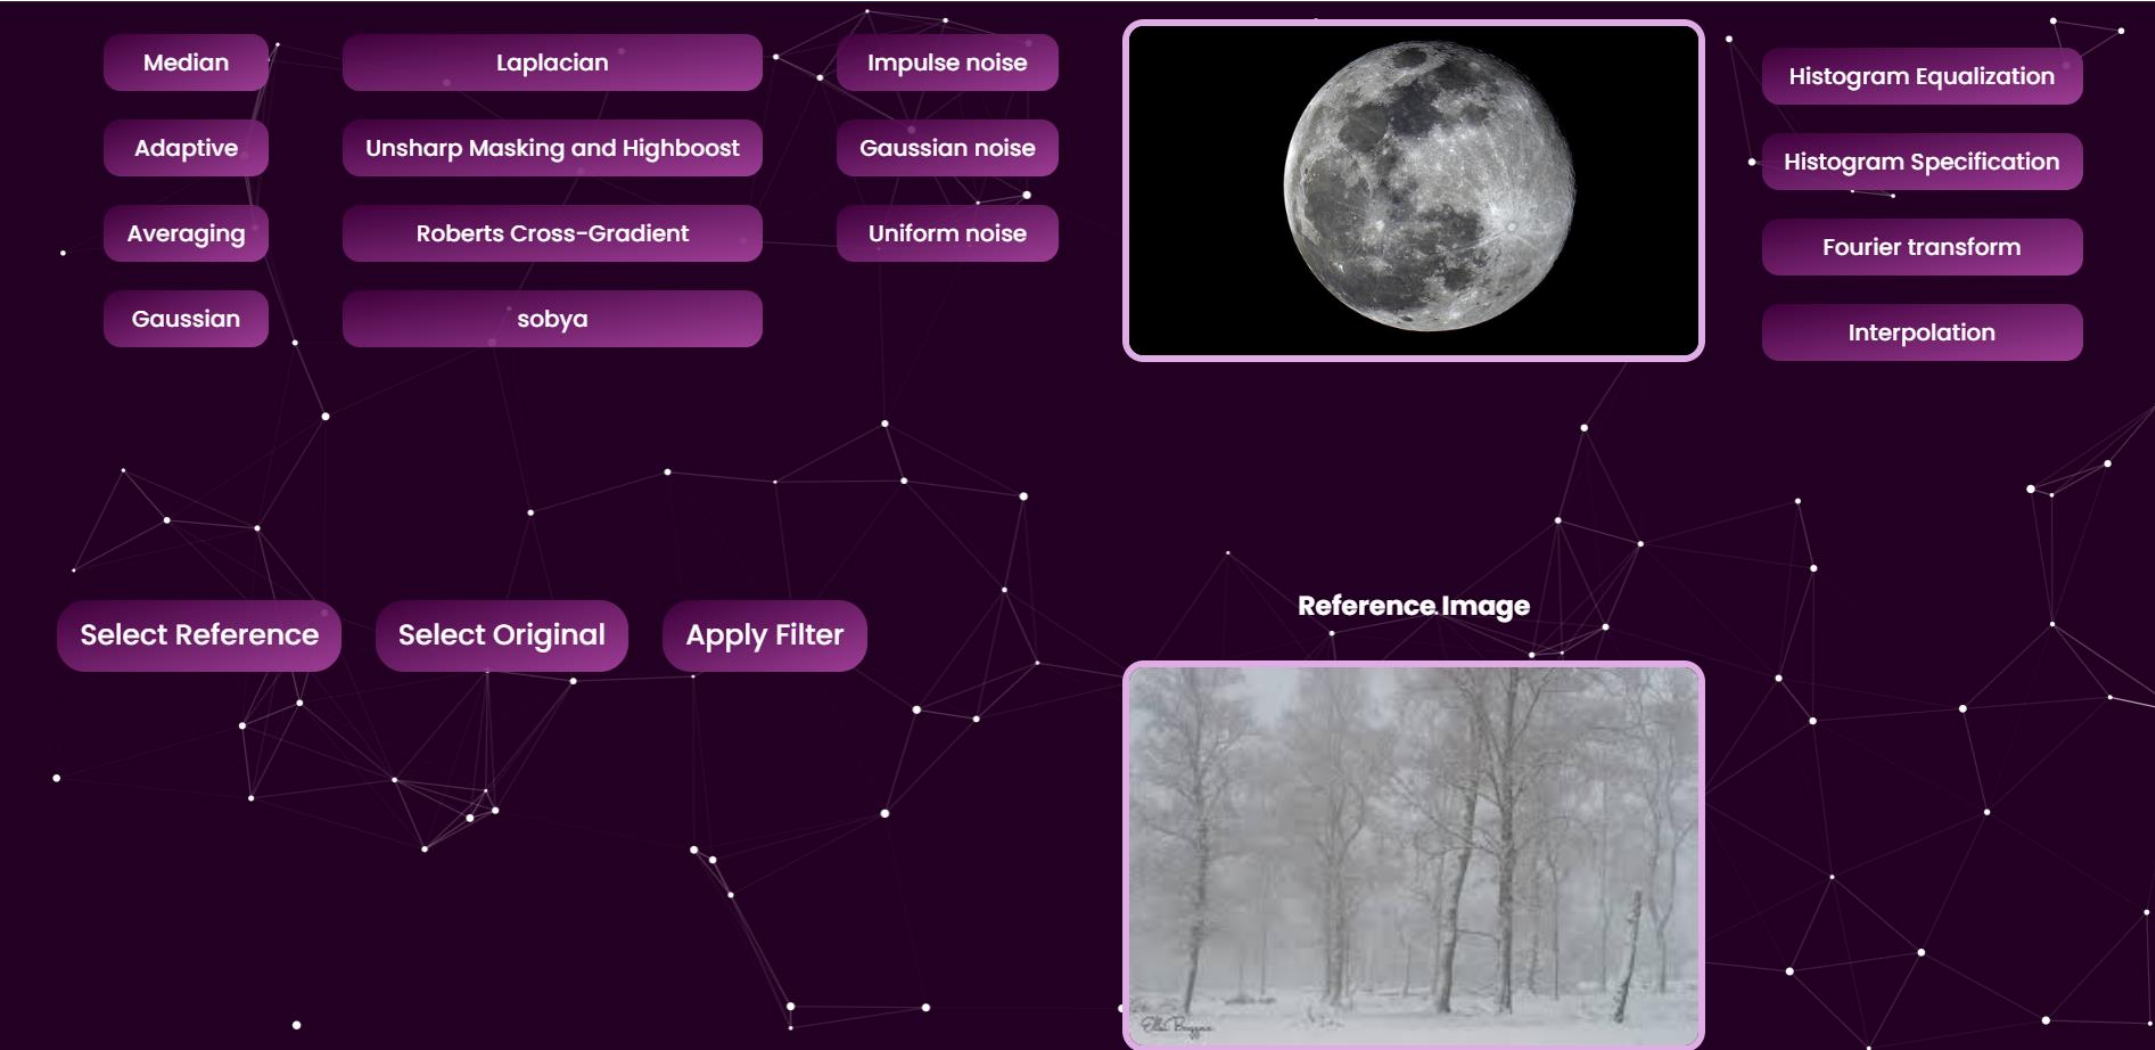 Median
Adaptive
Averaging
Gaussian
Laplacian
Unsharp Masking and Highboost
Roberts Cross-Gradient
sobya
Impulse noise
Gaussian noise
Uniform noise
Histogram Equalization
Histogram Specification
Fourier transform
Interpolation
Select Reference
Select Original
Apply Filter
Reference Image